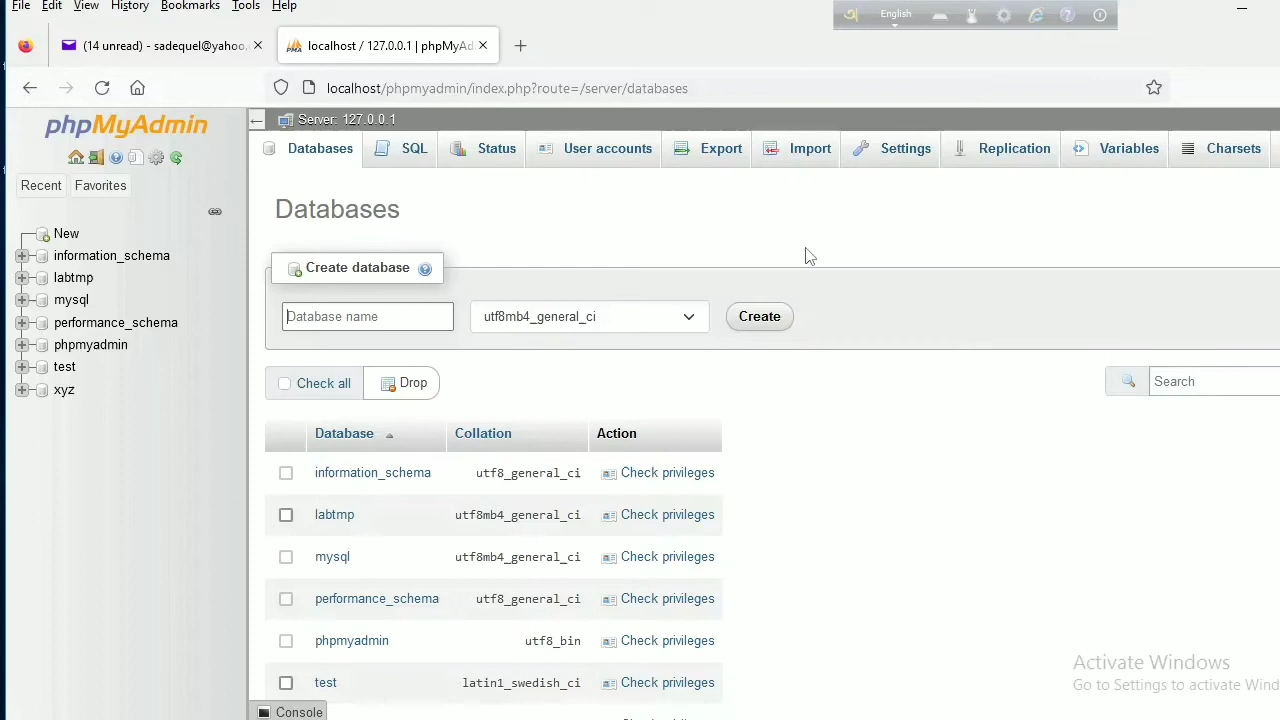 File Edit View History Bookmarks Tools Help
English
(14 unread) - sadequel@yahoo.
localhost / 127.0.0.1 | phpMyAd
localhost/phpmyadmin/index.php?route=/server/databases
phpMyAdmin
Recent Favorites
New
information_schema
labtmp
mysql
performance_schema
phpmyadmin
test
xyz
Server: 127.0.0.1
Databases SQL Status User accounts Export Import Settings Replication Variables Charsets
Databases
Create database
Database name utf8mb4_general_ci Create
Check all Drop
Search
Database Collation Action
information_schema utf8_general_ci Check privileges
labtmp utf8mb4_general_ci Check privileges
mysql utf8mb4_general_ci Check privileges
performance_schema utf8_general_ci Check privileges
phpmyadmin utf8_bin Check privileges
test latin1_swedish_ci Check privileges
Console
Activate Windows
Go to Settings to activate Wind